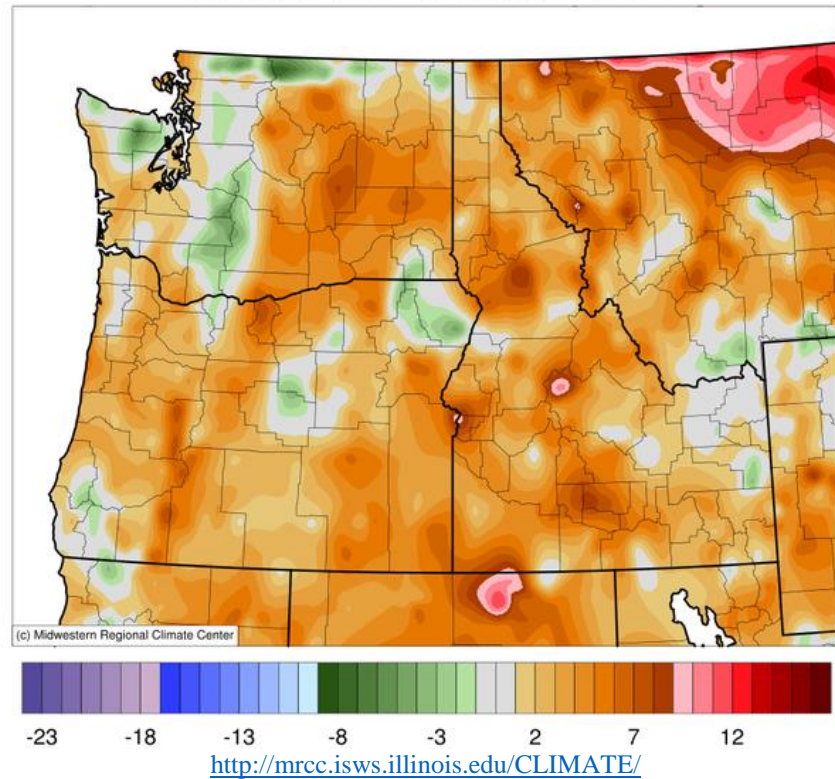 (c) Midwestern Regional Climate Center
-23 -18 -13 -8 -3 2 7 12
http://mrcc.isws.illinois.edu/CLIMATE/